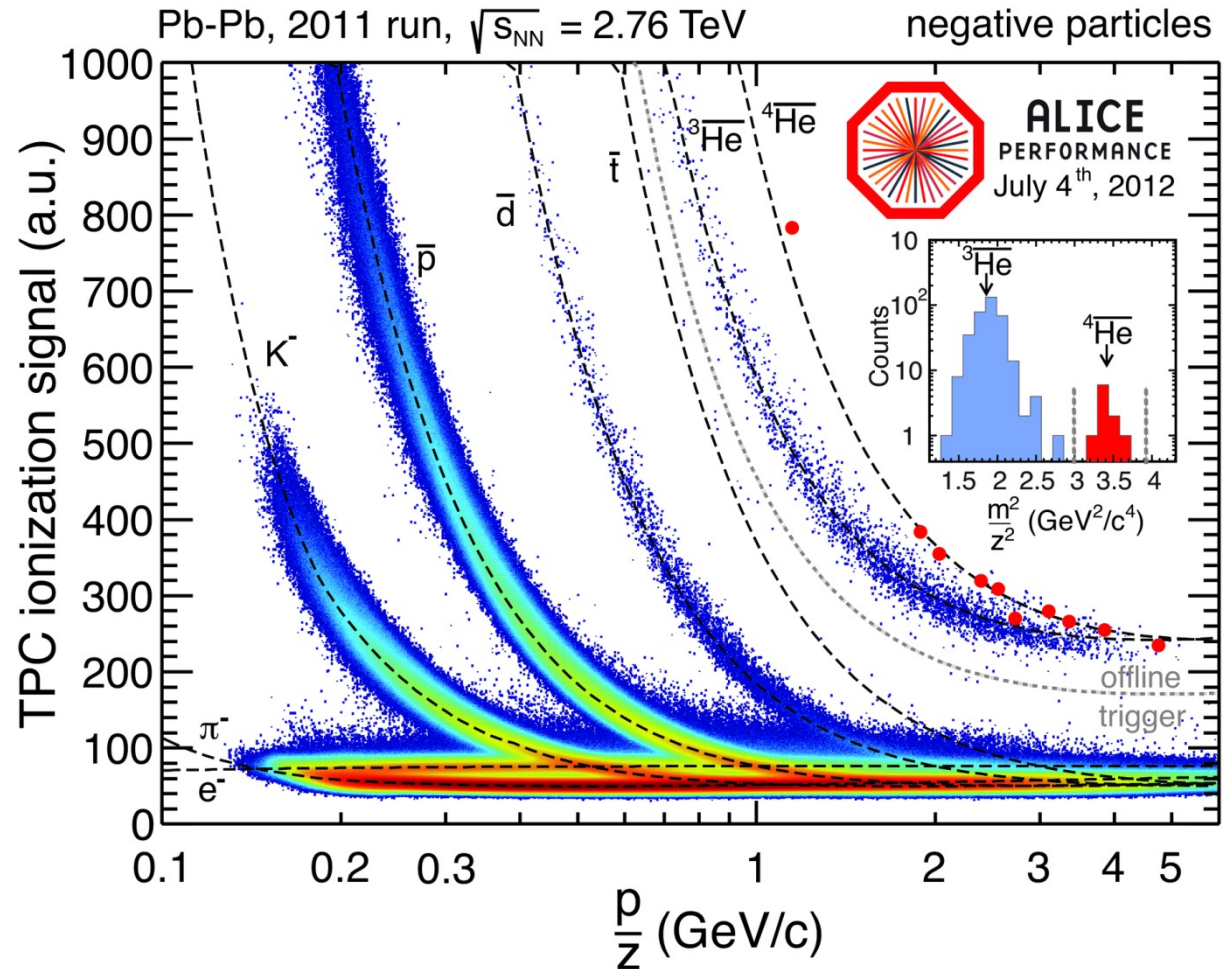 Pb-Pb, 2011 run, √sNN = 2.76 TeV
negative particles
TPC ionization signal (a.u.)
1000
900
800
700
600
500
400
300
200
100
0
0.1
0.2
0.3
1
2
3
4
5
p/z (GeV/c)
π-
e-
K-
p̄
d̄
t̄
3He̅
4He̅
offline
trigger
ALICE
PERFORMANCE
July 4th, 2012
Counts
10
10²
10
1
3He̅
4He̅
1.5
2
2.5
3
3.5
4
m²/z² (GeV²/c⁴)